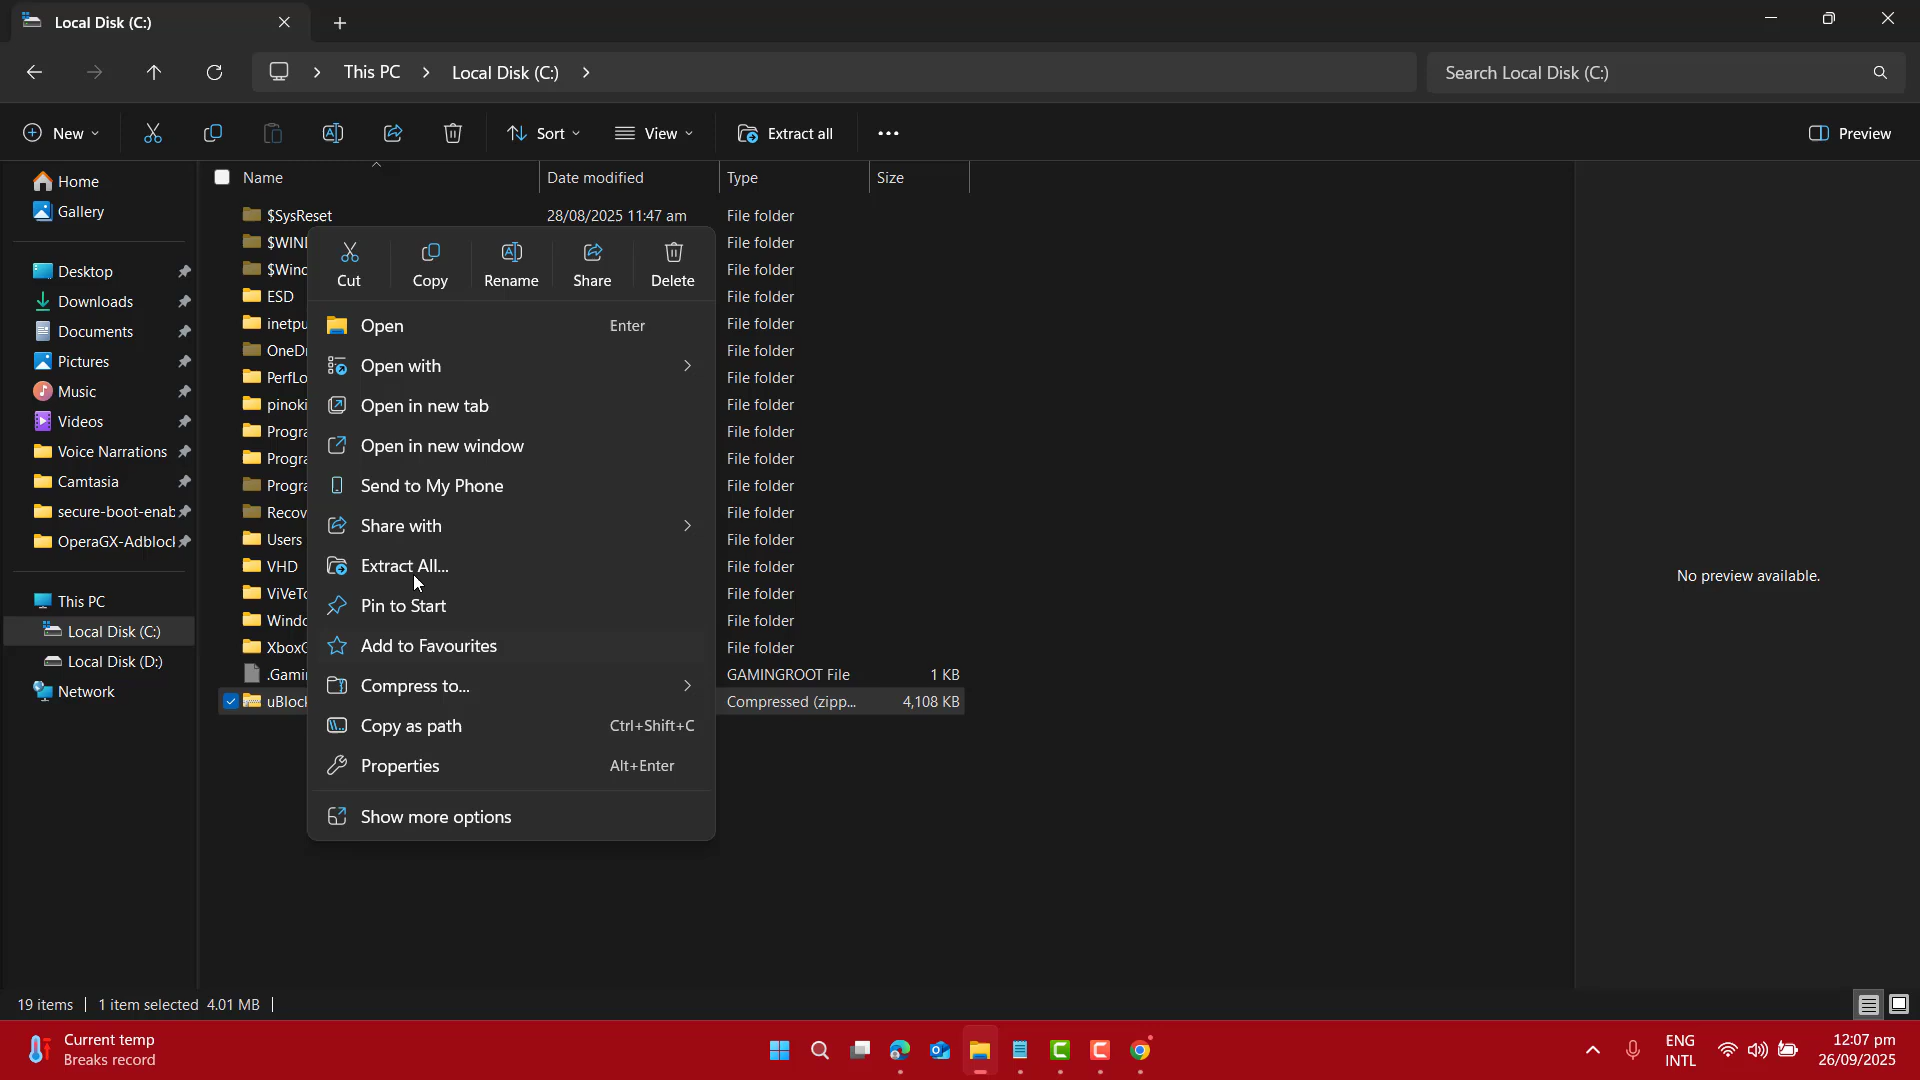 Local Disk (C:)
This PC > Local Disk (C:) >
Search Local Disk (C:)
New
Sort
View
Extract all
Preview
Home
Gallery
Desktop
Downloads
Documents
Pictures
Music
Videos
Voice Narrations
Camtasia
secure-boot-enab
OperaGX-Adblock
This PC
Local Disk (C:)
Local Disk (D:)
Network
Name Date modified Type Size
$SysReset 28/08/2025 11:47 am File folder
$WIN File folder
$Winc File folder
ESD File folder
inetpu File folder
OneDr File folder
PerfLo File folder
pinoki File folder
Progra File folder
Progra File folder
Progra File folder
Recov File folder
Users File folder
VHD File folder
ViVeTo File folder
Windo File folder
XboxG File folder
.Gami GAMINGROOT File 1 KB
uBlock Compressed (zipp... 4,108 KB
Cut Copy Rename Share Delete
Open Enter
Open with
Open in new tab
Open in new window
Send to My Phone
Share with
Extract All...
Pin to Start
Add to Favourites
Compress to...
Copy as path Ctrl+Shift+C
Properties Alt+Enter
Show more options
No preview available.
19 items 1 item selected 4.01 MB
Current temp
Breaks record
ENG
INTL
12:07 pm
26/09/2025